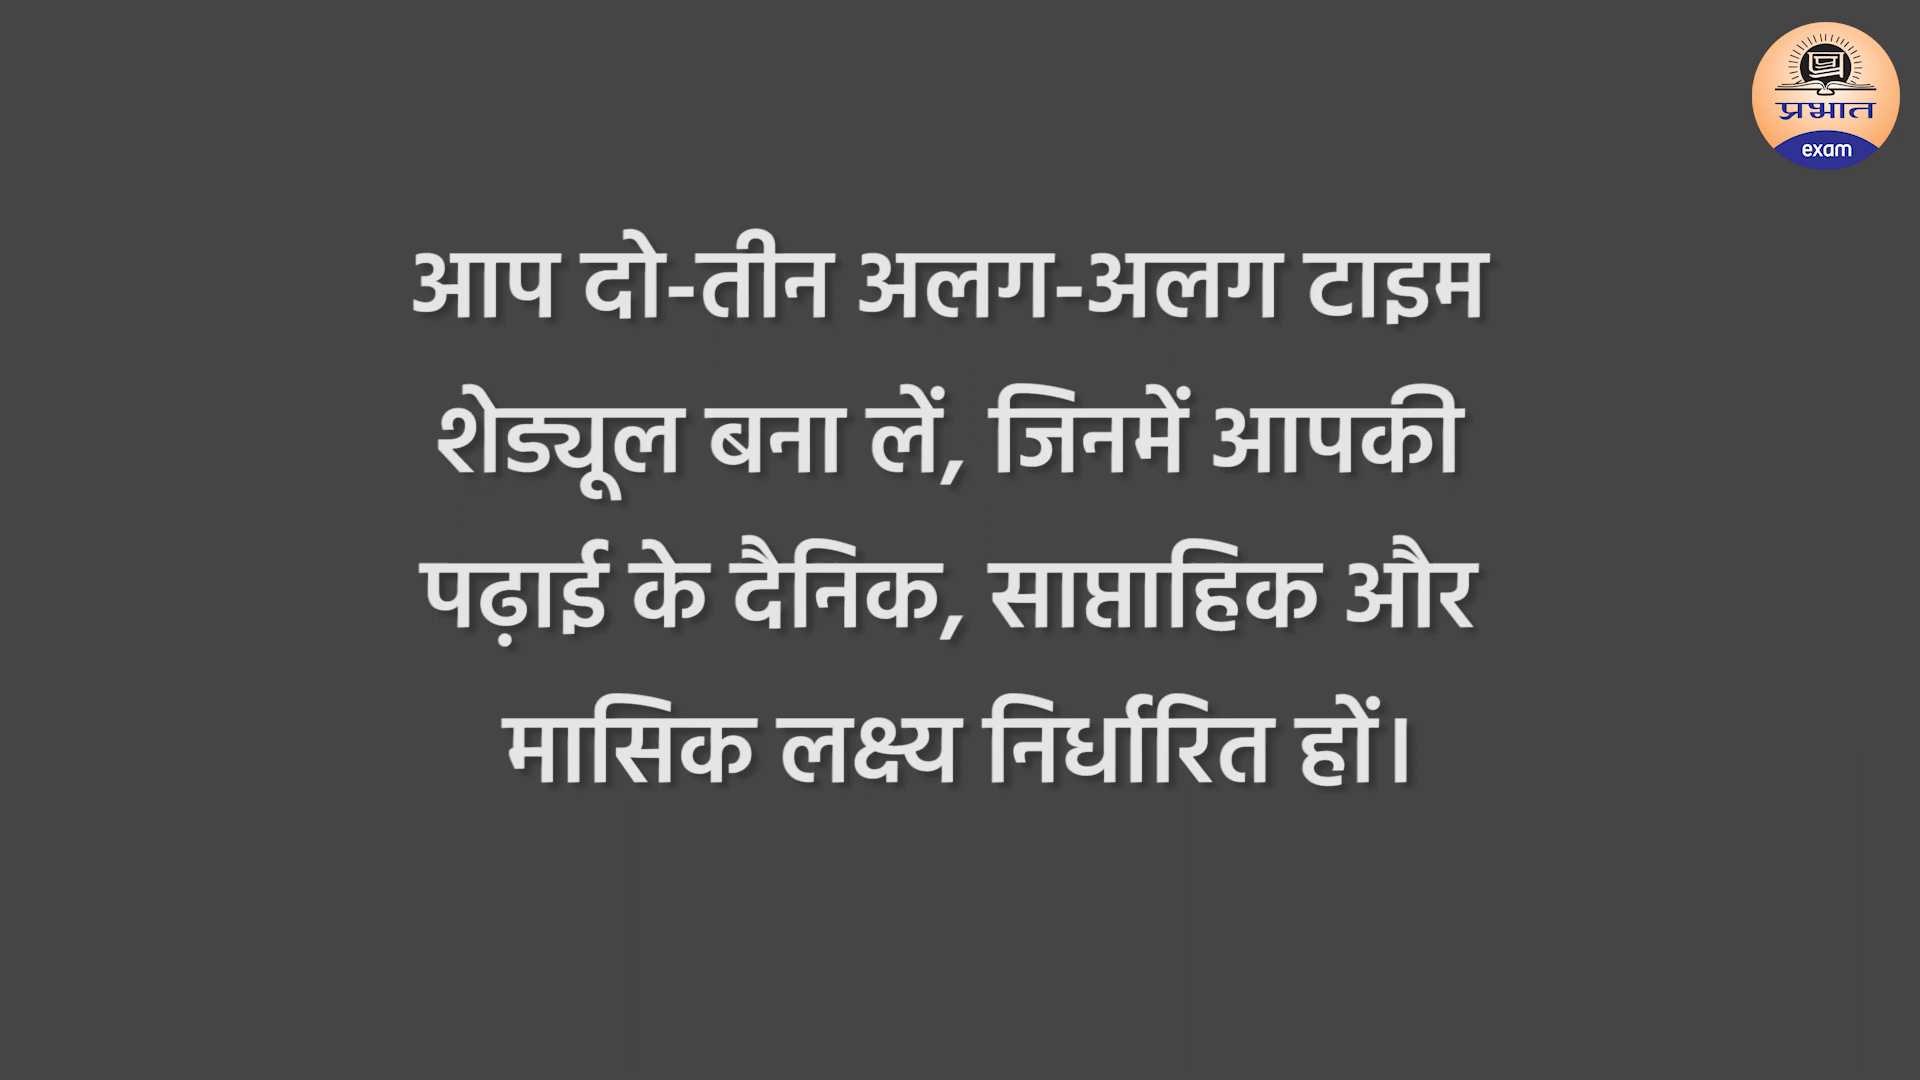 प्रभात
exam
आप दो-तीन अलग-अलग टाइम
शेड्यूल बना लें, जिनमें आपकी
पढ़ाई के दैनिक, साप्ताहिक और
मासिक लक्ष्य निर्धारित हों।